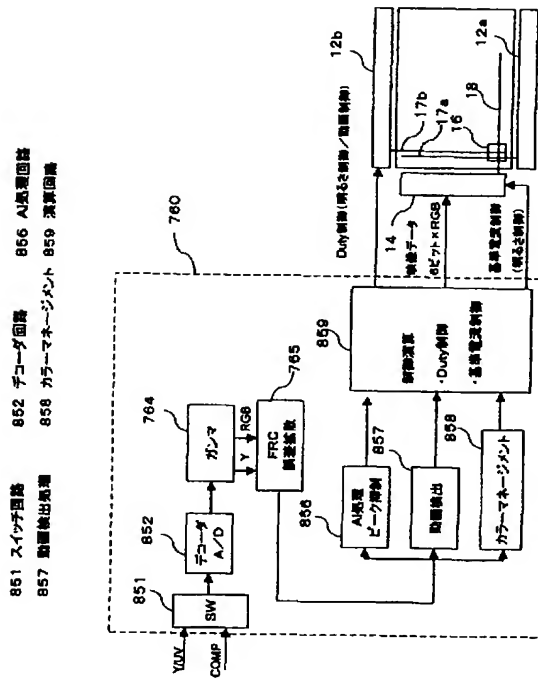 851 スイッチ回路 852 デコーダ回路 856 AI処理回路
857 動画検出処理 858 カラーマネージメント 859 演算回路
760
Y/UV
COMP
851
SW
852
デコーダ
A/D
764
ガンマ
Y
RGB
765
FRC
誤差拡散
856
AI処理
ピーク抑制
857
動画検出
858
カラーマネージメント
859
制御演算
・Duty制御
・基準電流制御
Duty制御(明るさ制御/動画制御)
14
映像データ
6ビット×RGB
基準電流制御
(明るさ制御)
12b
17b
17a
16
18
12a